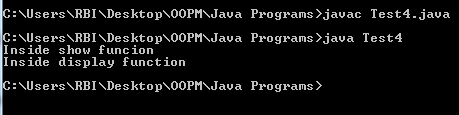 C:\Users\RBI\Desktop\OOPM\Java Programs>javac Test4.java
C:\Users\RBI\Desktop\OOPM\Java Programs>java Test4
Inside show funcion
Inside display function
C:\Users\RBI\Desktop\OOPM\Java Programs>